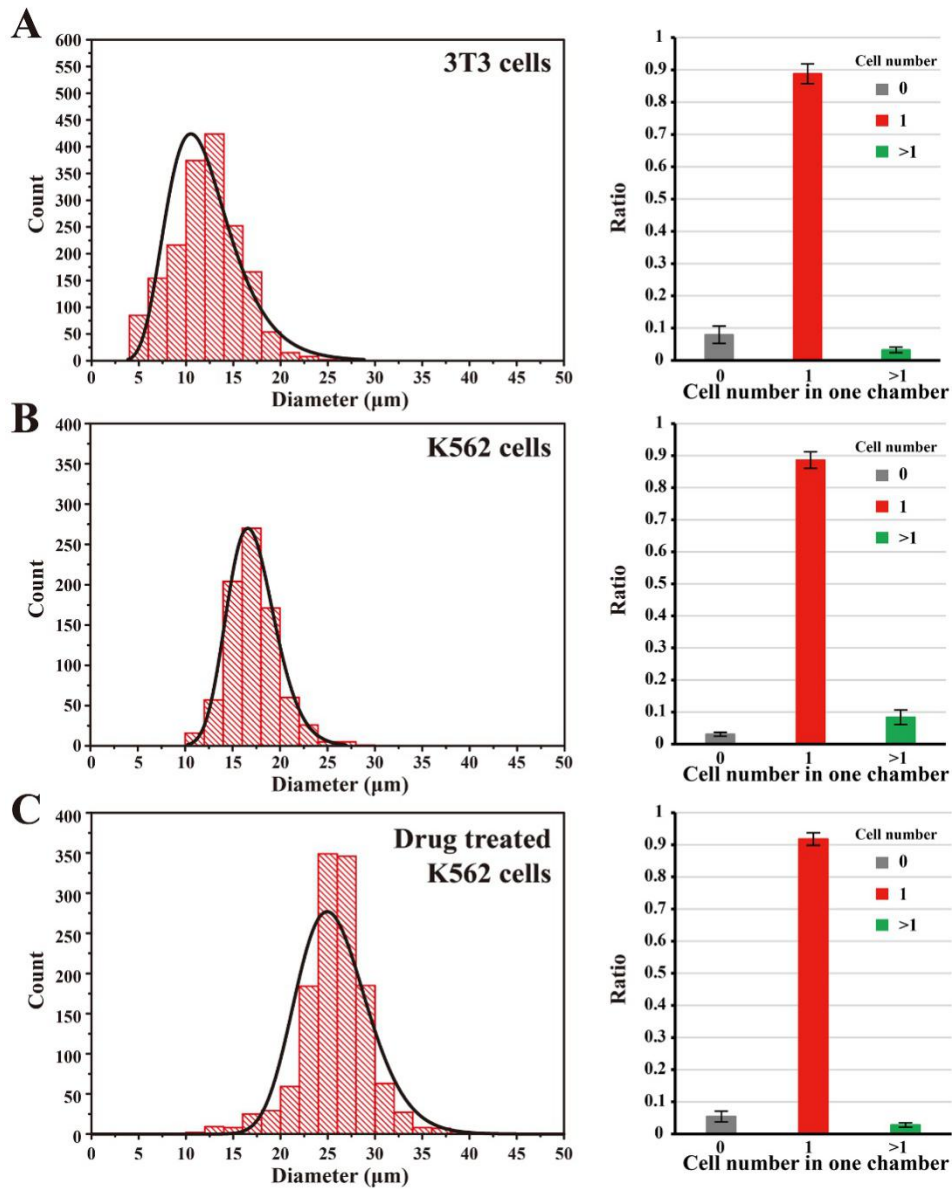 A
3T3 cells
Count
600
550
500
450
400
350
300
250
200
150
100
50
0
0 5 10 15 20 25 30 35 40 45 50
Diameter (μm)
Ratio
1
0.9
0.8
0.7
0.6
0.5
0.4
0.3
0.2
0.1
0
Cell number
0
1
>1
0 1 >1
Cell number in one chamber
B
K562 cells
Count
400
350
300
250
200
150
100
50
0
0 5 10 15 20 25 30 35 40 45 50
Diameter (μm)
Ratio
1
0.9
0.8
0.7
0.6
0.5
0.4
0.3
0.2
0.1
0
Cell number
0
1
>1
0 1 >1
Cell number in one chamber
C
Drug treated
K562 cells
Count
400
350
300
250
200
150
100
50
0
0 5 10 15 20 25 30 35 40 45 50
Diameter (μm)
Ratio
1
0.9
0.8
0.7
0.6
0.5
0.4
0.3
0.2
0.1
0
Cell number
0
1
>1
0 1 >1
Cell number in one chamber